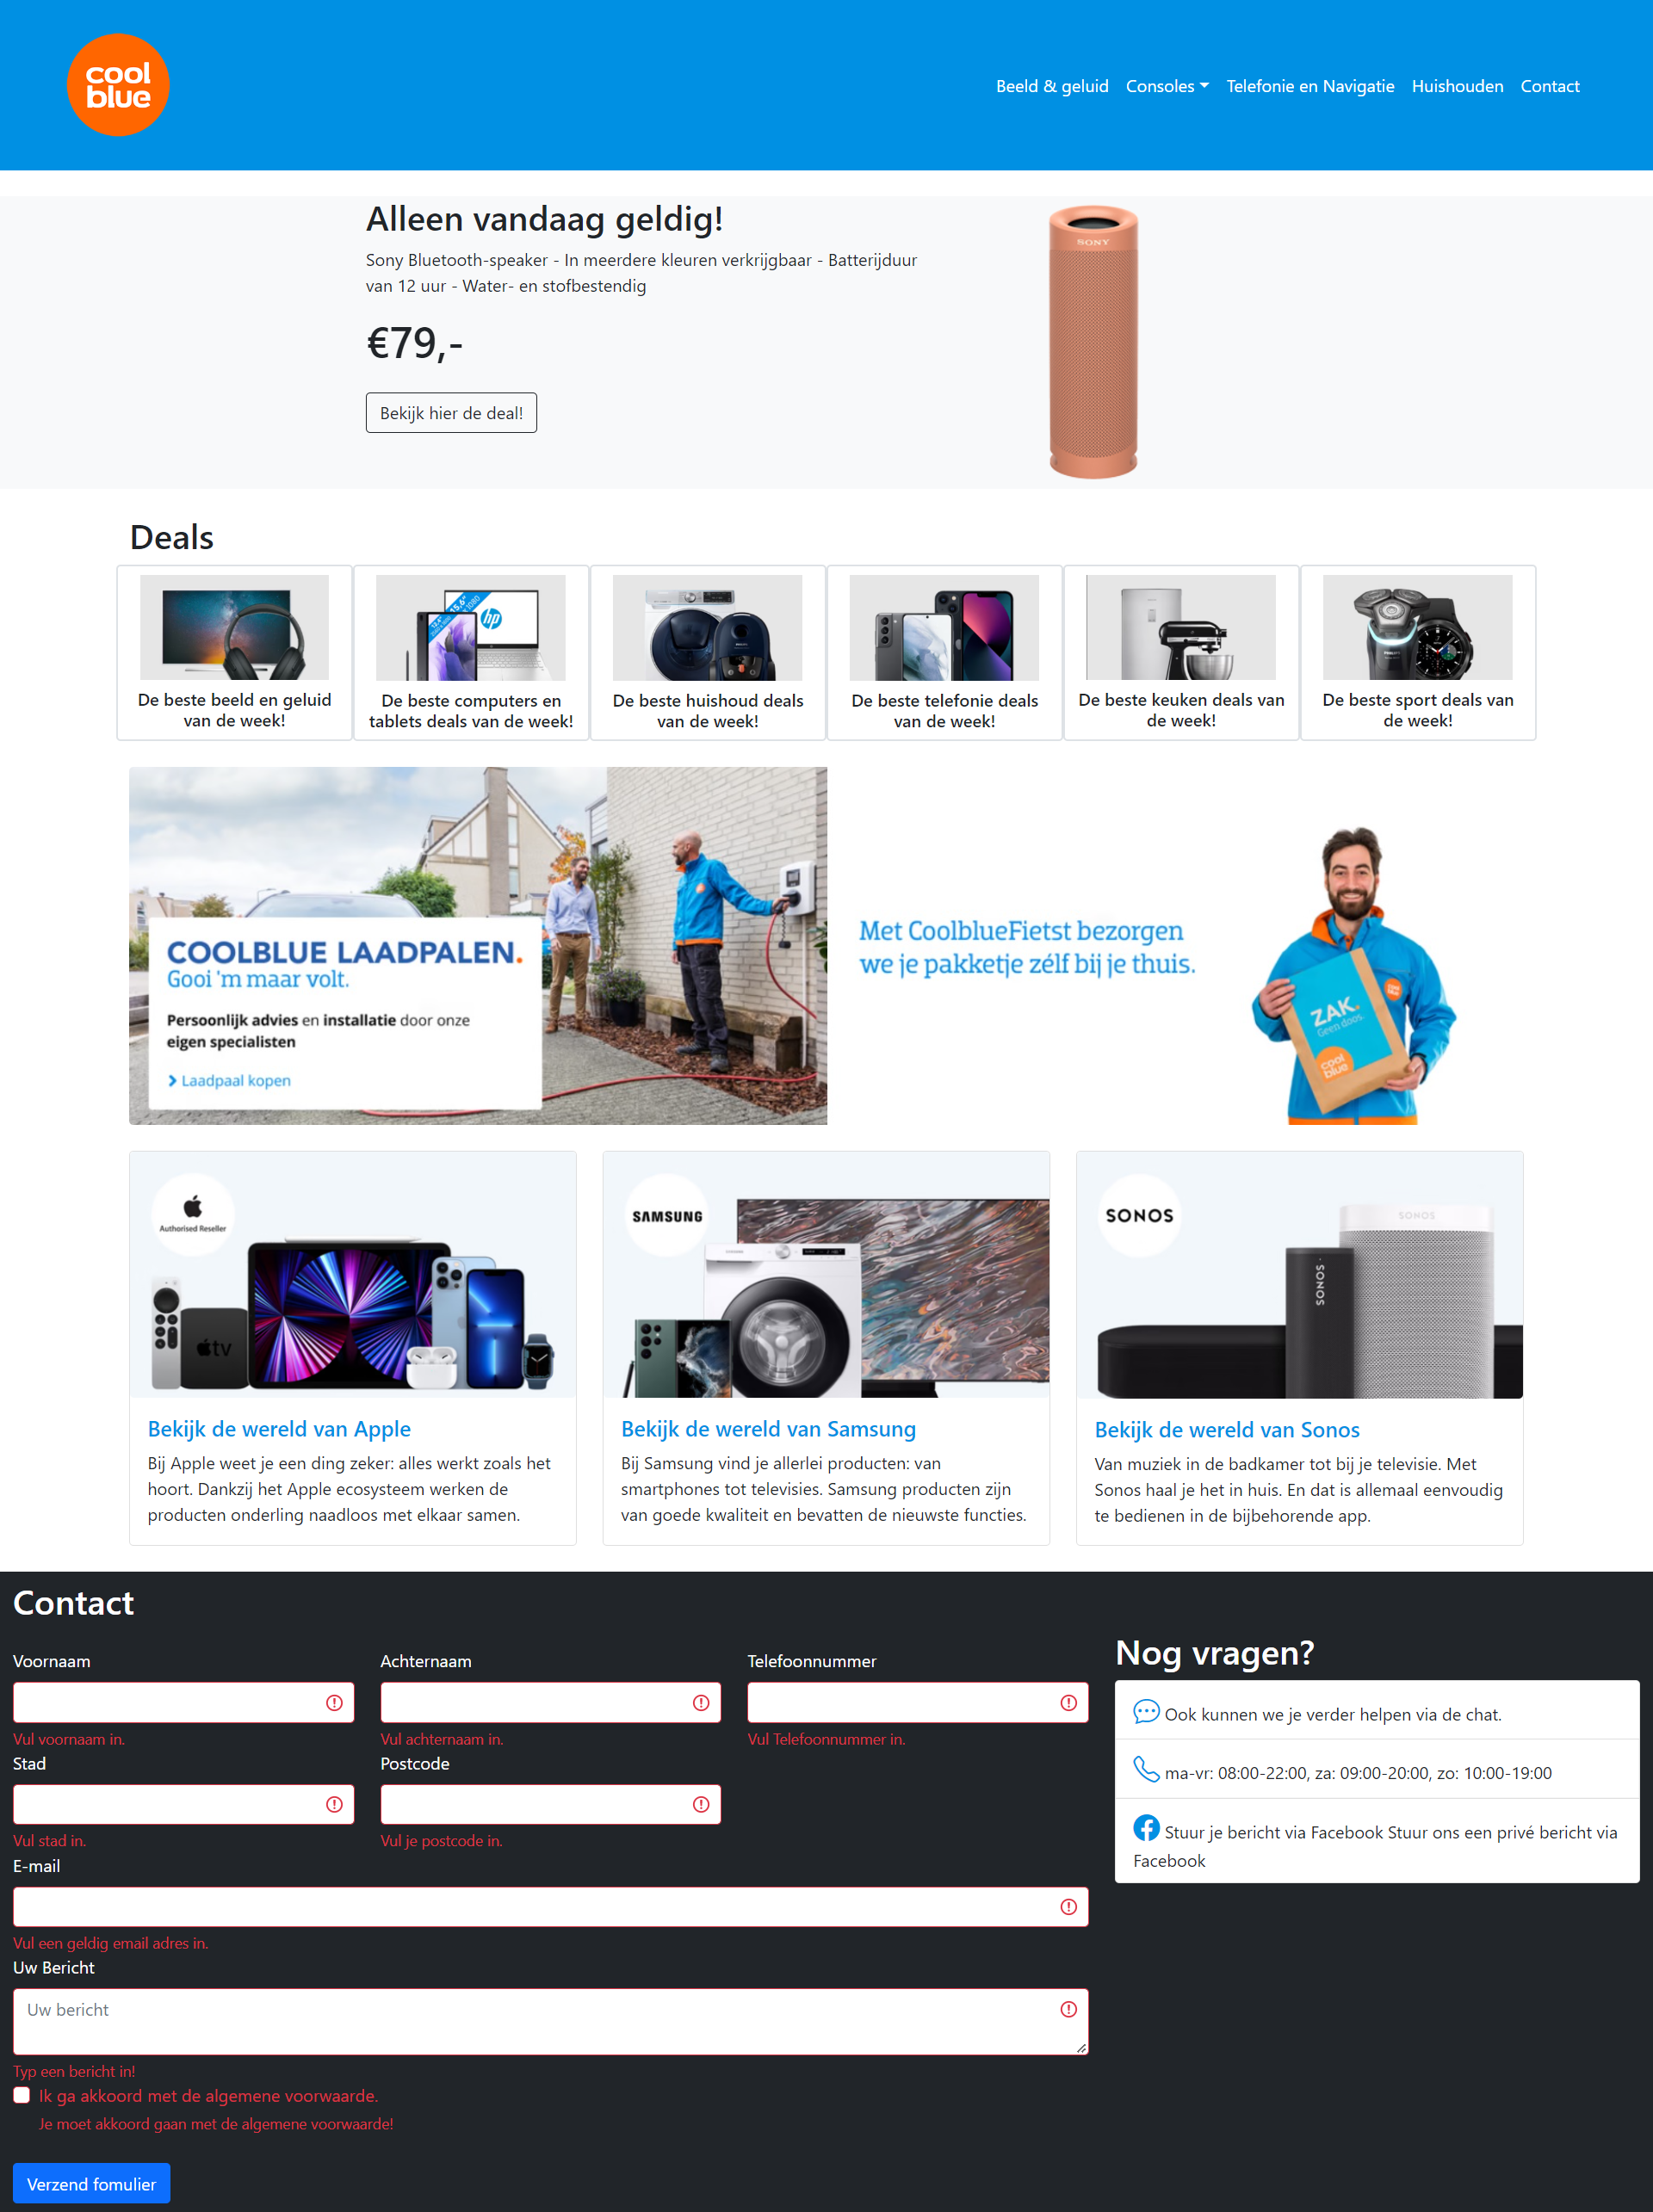 cool
blue
Beeld & geluid Consoles Telefonie en Navigatie Huishouden Contact
Alleen vandaag geldig!
Sony Bluetooth-speaker - In meerdere kleuren verkrijgbaar - Batterijduur
van 12 uur - Water- en stofbestendig
€79,-
Bekijk hier de deal!
SONY
Deals
15,6"
hp
De beste beeld en geluid
van de week!
De beste computers en
tablets deals van de week!
De beste huishoud deals
van de week!
De beste telefonie deals
van de week!
De beste keuken deals van
de week!
De beste sport deals van
de week!
COOLBLUE LAADPALEN.
Gooi 'm maar volt.
Persoonlijk advies en installatie door onze
eigen specialisten
Laadpaal kopen
Met CoolblueFietst bezorgen
we je pakketje zélf bij je thuis.
ZAK.
Geen doos.
cool
blue
Authorised Reseller
tv
Bekijk de wereld van Apple
Bij Apple weet je een ding zeker: alles werkt zoals het
hoort. Dankzij het Apple ecosysteem werken de
producten onderling naadloos met elkaar samen.
SAMSUNG
Bekijk de wereld van Samsung
Bij Samsung vind je allerlei producten: van
smartphones tot televisies. Samsung producten zijn
van goede kwaliteit en bevatten de nieuwste functies.
SONOS
SONOS
SONOS
Bekijk de wereld van Sonos
Van muziek in de badkamer tot bij je televisie. Met
Sonos haal je het in huis. En dat is allemaal eenvoudig
te bedienen in de bijbehorende app.
Contact
Voornaam
Vul voornaam in.
Achternaam
Vul achternaam in.
Telefoonnummer
Vul Telefoonnummer in.
Stad
Vul stad in.
Postcode
Vul je postcode in.
E-mail
Vul een geldig email adres in.
Uw Bericht
Uw bericht
Typ een bericht in!
Ik ga akkoord met de algemene voorwaarde.
Je moet akkoord gaan met de algemene voorwaarde!
Verzend fomulier
Nog vragen?
Ook kunnen we je verder helpen via de chat.
ma-vr: 08:00-22:00, za: 09:00-20:00, zo: 10:00-19:00
Stuur je bericht via Facebook Stuur ons een privé bericht via
Facebook